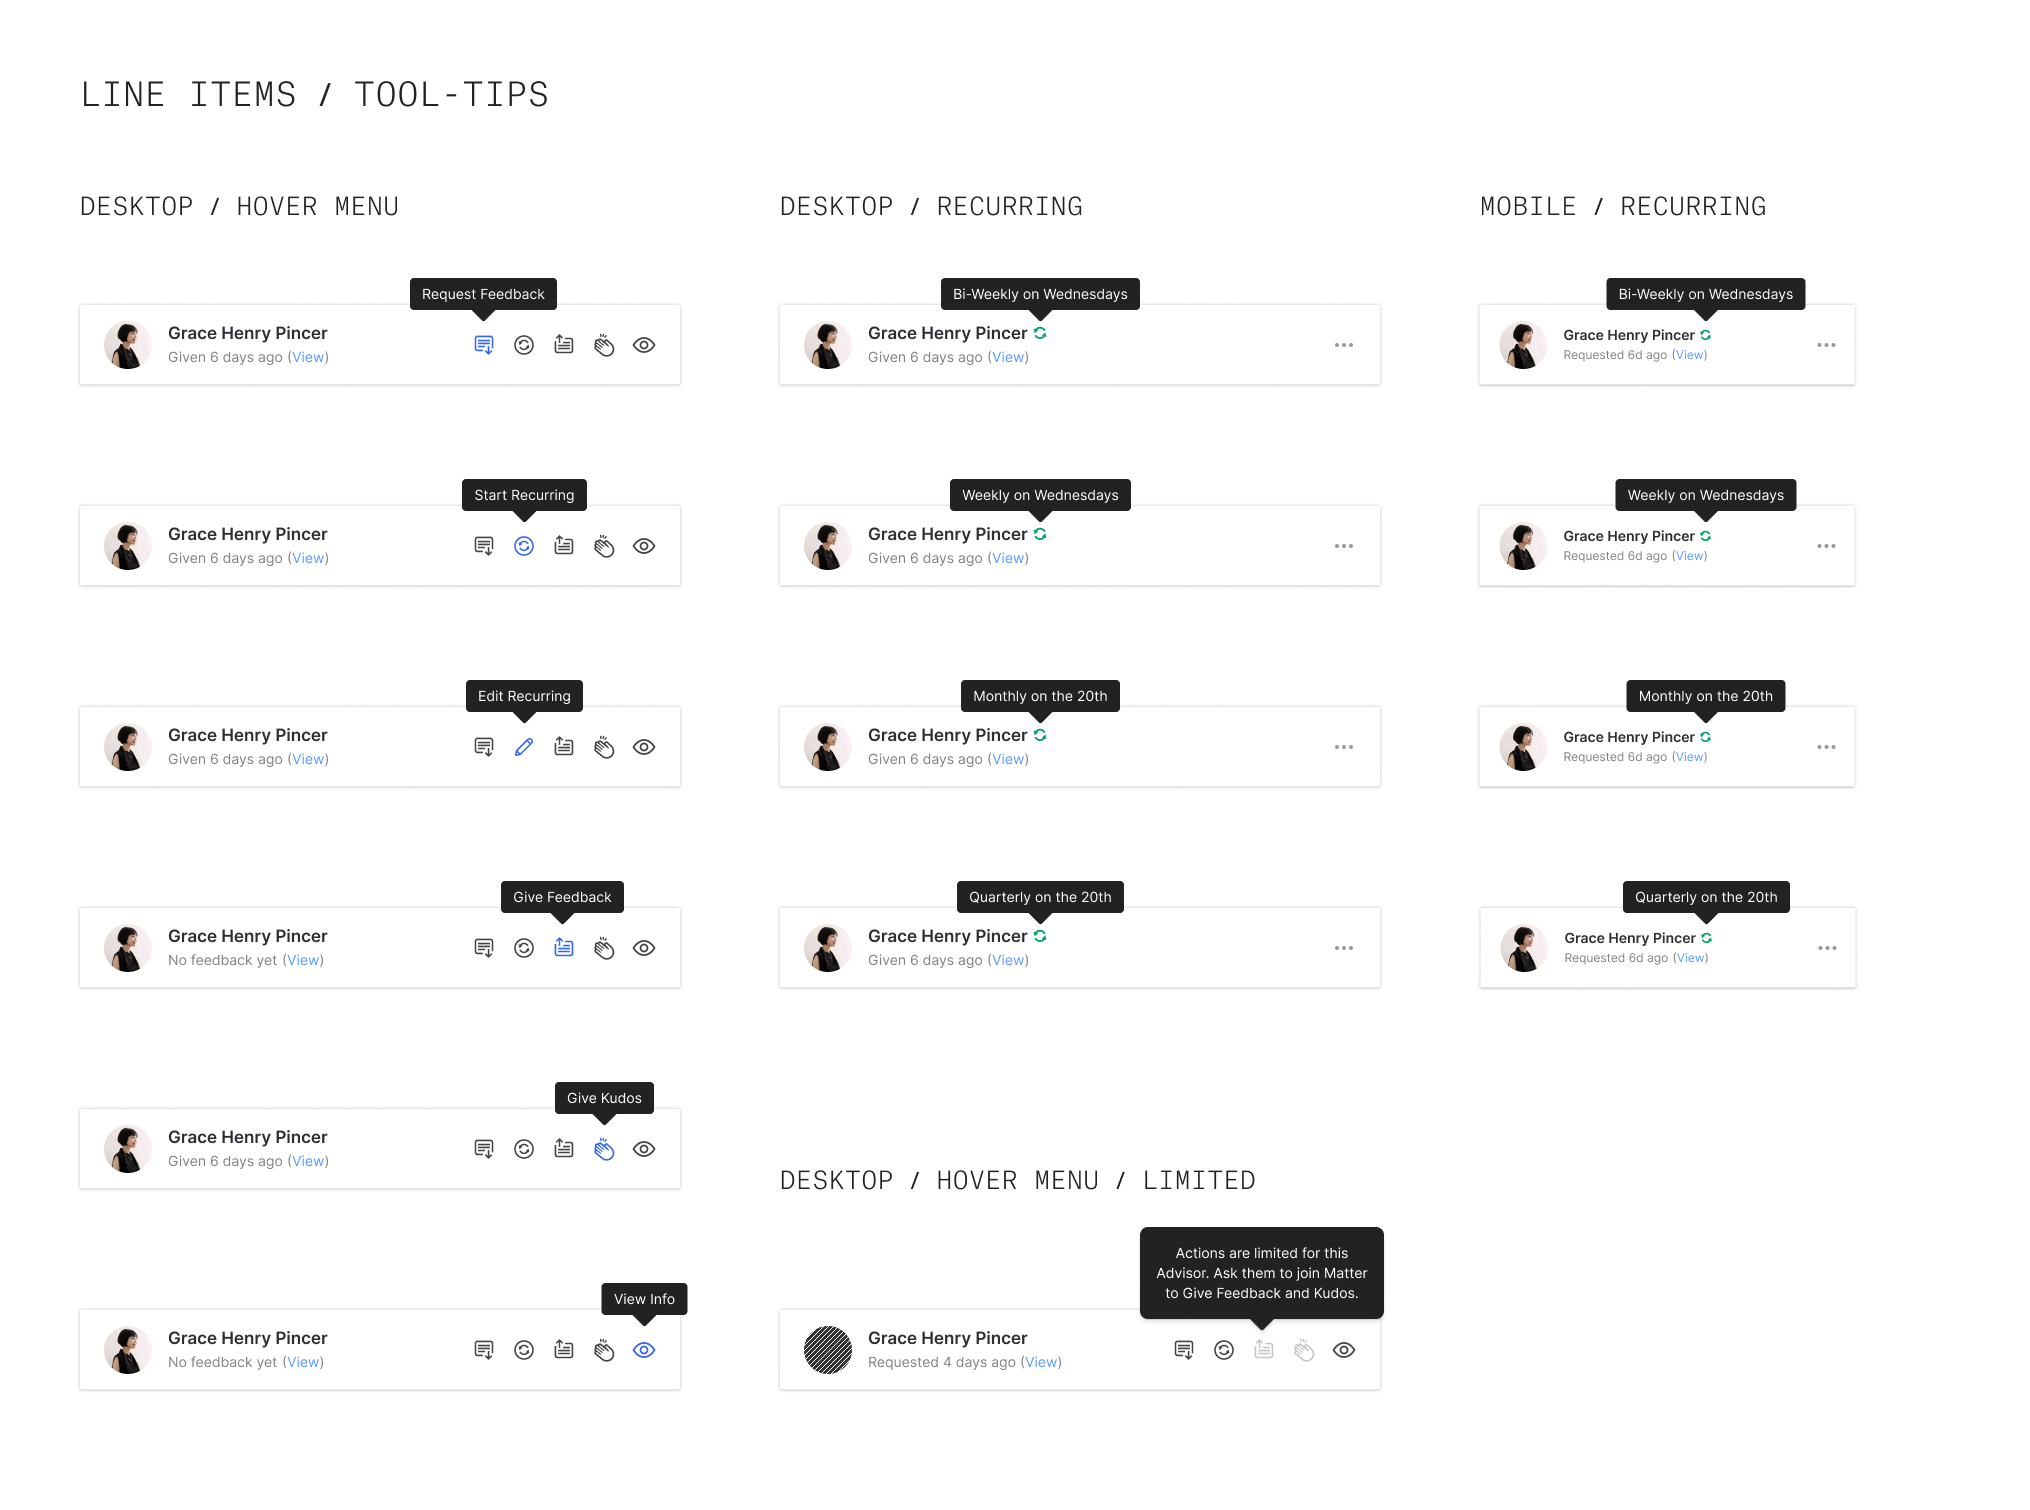 LINE ITEMS / TOOL-TIPS
DESKTOP / HOVER MENU
Request Feedback
Grace Henry Pincer
Given 6 days ago (View)
Start Recurring
Grace Henry Pincer
Given 6 days ago (View)
Edit Recurring
Grace Henry Pincer
Given 6 days ago (View)
Give Feedback
Grace Henry Pincer
No feedback yet (View)
Give Kudos
Grace Henry Pincer
Given 6 days ago (View)
View Info
Grace Henry Pincer
No feedback yet (View)
DESKTOP / RECURRING
Bi-Weekly on Wednesdays
Grace Henry Pincer
Given 6 days ago (View)
Weekly on Wednesdays
Grace Henry Pincer
Given 6 days ago (View)
Monthly on the 20th
Grace Henry Pincer
Given 6 days ago (View)
Quarterly on the 20th
Grace Henry Pincer
Given 6 days ago (View)
DESKTOP / HOVER MENU / LIMITED
Actions are limited for this
Advisor. Ask them to join Matter
to Give Feedback and Kudos.
Grace Henry Pincer
Requested 4 days ago (View)
MOBILE / RECURRING
Bi-Weekly on Wednesdays
Grace Henry Pincer
Requested 6d ago (View)
Weekly on Wednesdays
Grace Henry Pincer
Requested 6d ago (View)
Monthly on the 20th
Grace Henry Pincer
Requested 6d ago (View)
Quarterly on the 20th
Grace Henry Pincer
Requested 6d ago (View)